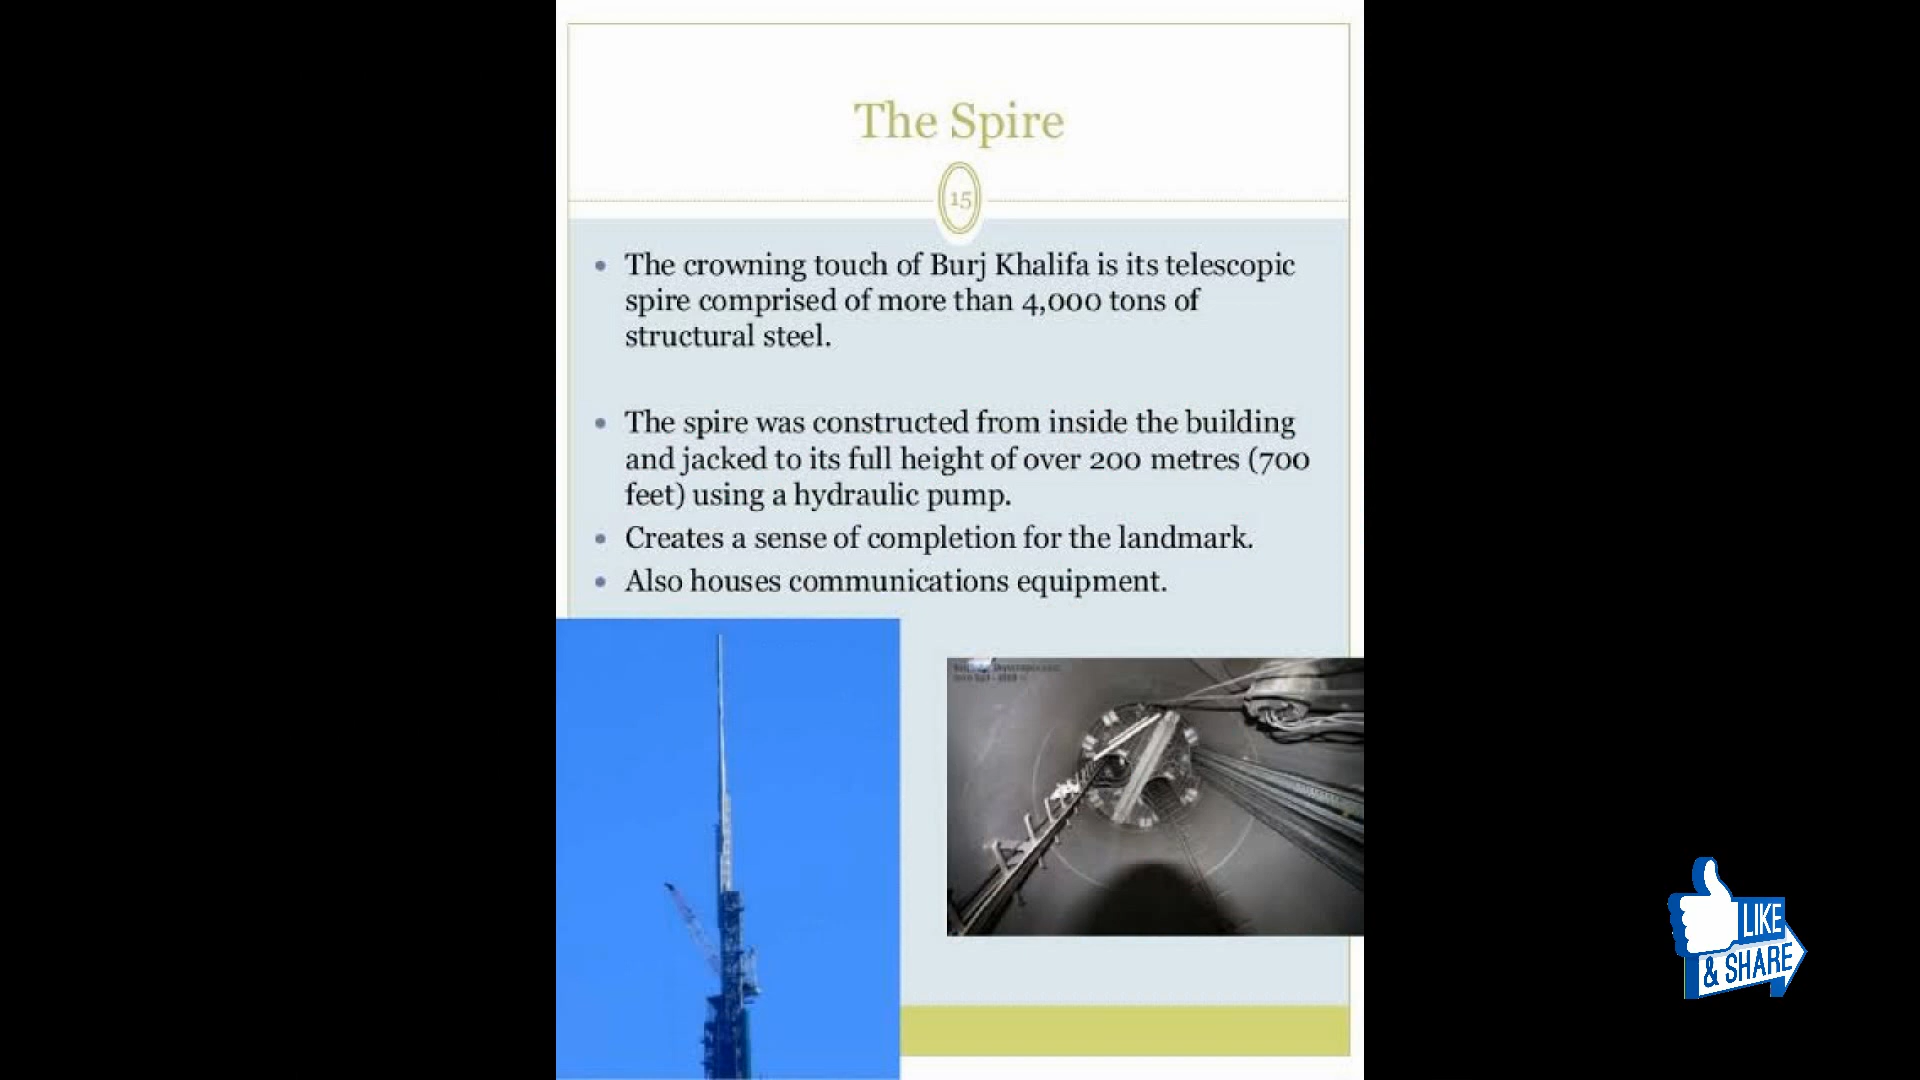 The Spire
15
• The crowning touch of Burj Khalifa is its telescopic
spire comprised of more than 4,000 tons of
structural steel.
• The spire was constructed from inside the building
and jacked to its full height of over 200 metres (700
feet) using a hydraulic pump.
• Creates a sense of completion for the landmark.
• Also houses communications equipment.
LIKE
& SHARE